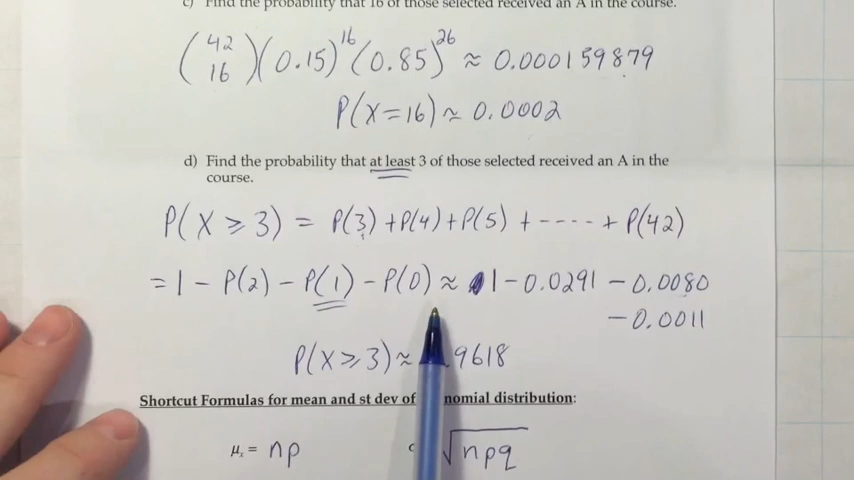 c) Find the probability that 16 of those selected received an A in the course.
(42 16)(0.15)^16 (0.85)^26 ≈ 0.000159879
P(X=16) ≈ 0.0002
d) Find the probability that at least 3 of those selected received an A in the
course.
P(X ⩾ 3) = P(3) + P(4) + P(5) + ---- + P(42)
= 1 - P(2) - P(1) - P(0) ≈ 1 - 0.0291 - 0.0080
- 0.0011
P(X ⩾ 3) ≈ .9618
Shortcut Formulas for mean and st dev of nomial distribution:
μₓ = np √npq